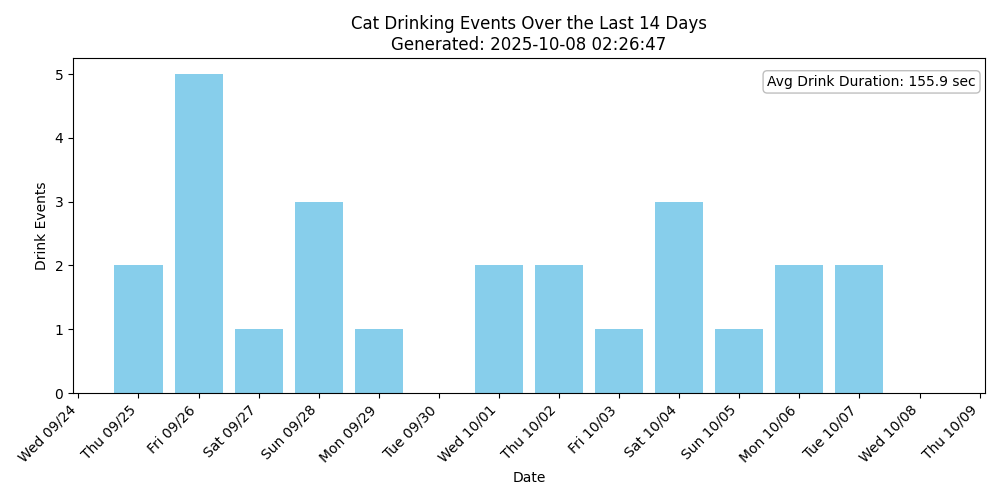 Cat Drinking Events Over the Last 14 Days
Generated: 2025-10-08 02:26:47
Avg Drink Duration: 155.9 sec
Drink Events
5
4
3
2
1
0
Wed 09/24
Thu 09/25
Fri 09/26
Sat 09/27
Sun 09/28
Mon 09/29
Tue 09/30
Wed 10/01
Thu 10/02
Fri 10/03
Sat 10/04
Sun 10/05
Mon 10/06
Tue 10/07
Wed 10/08
Thu 10/09
Date